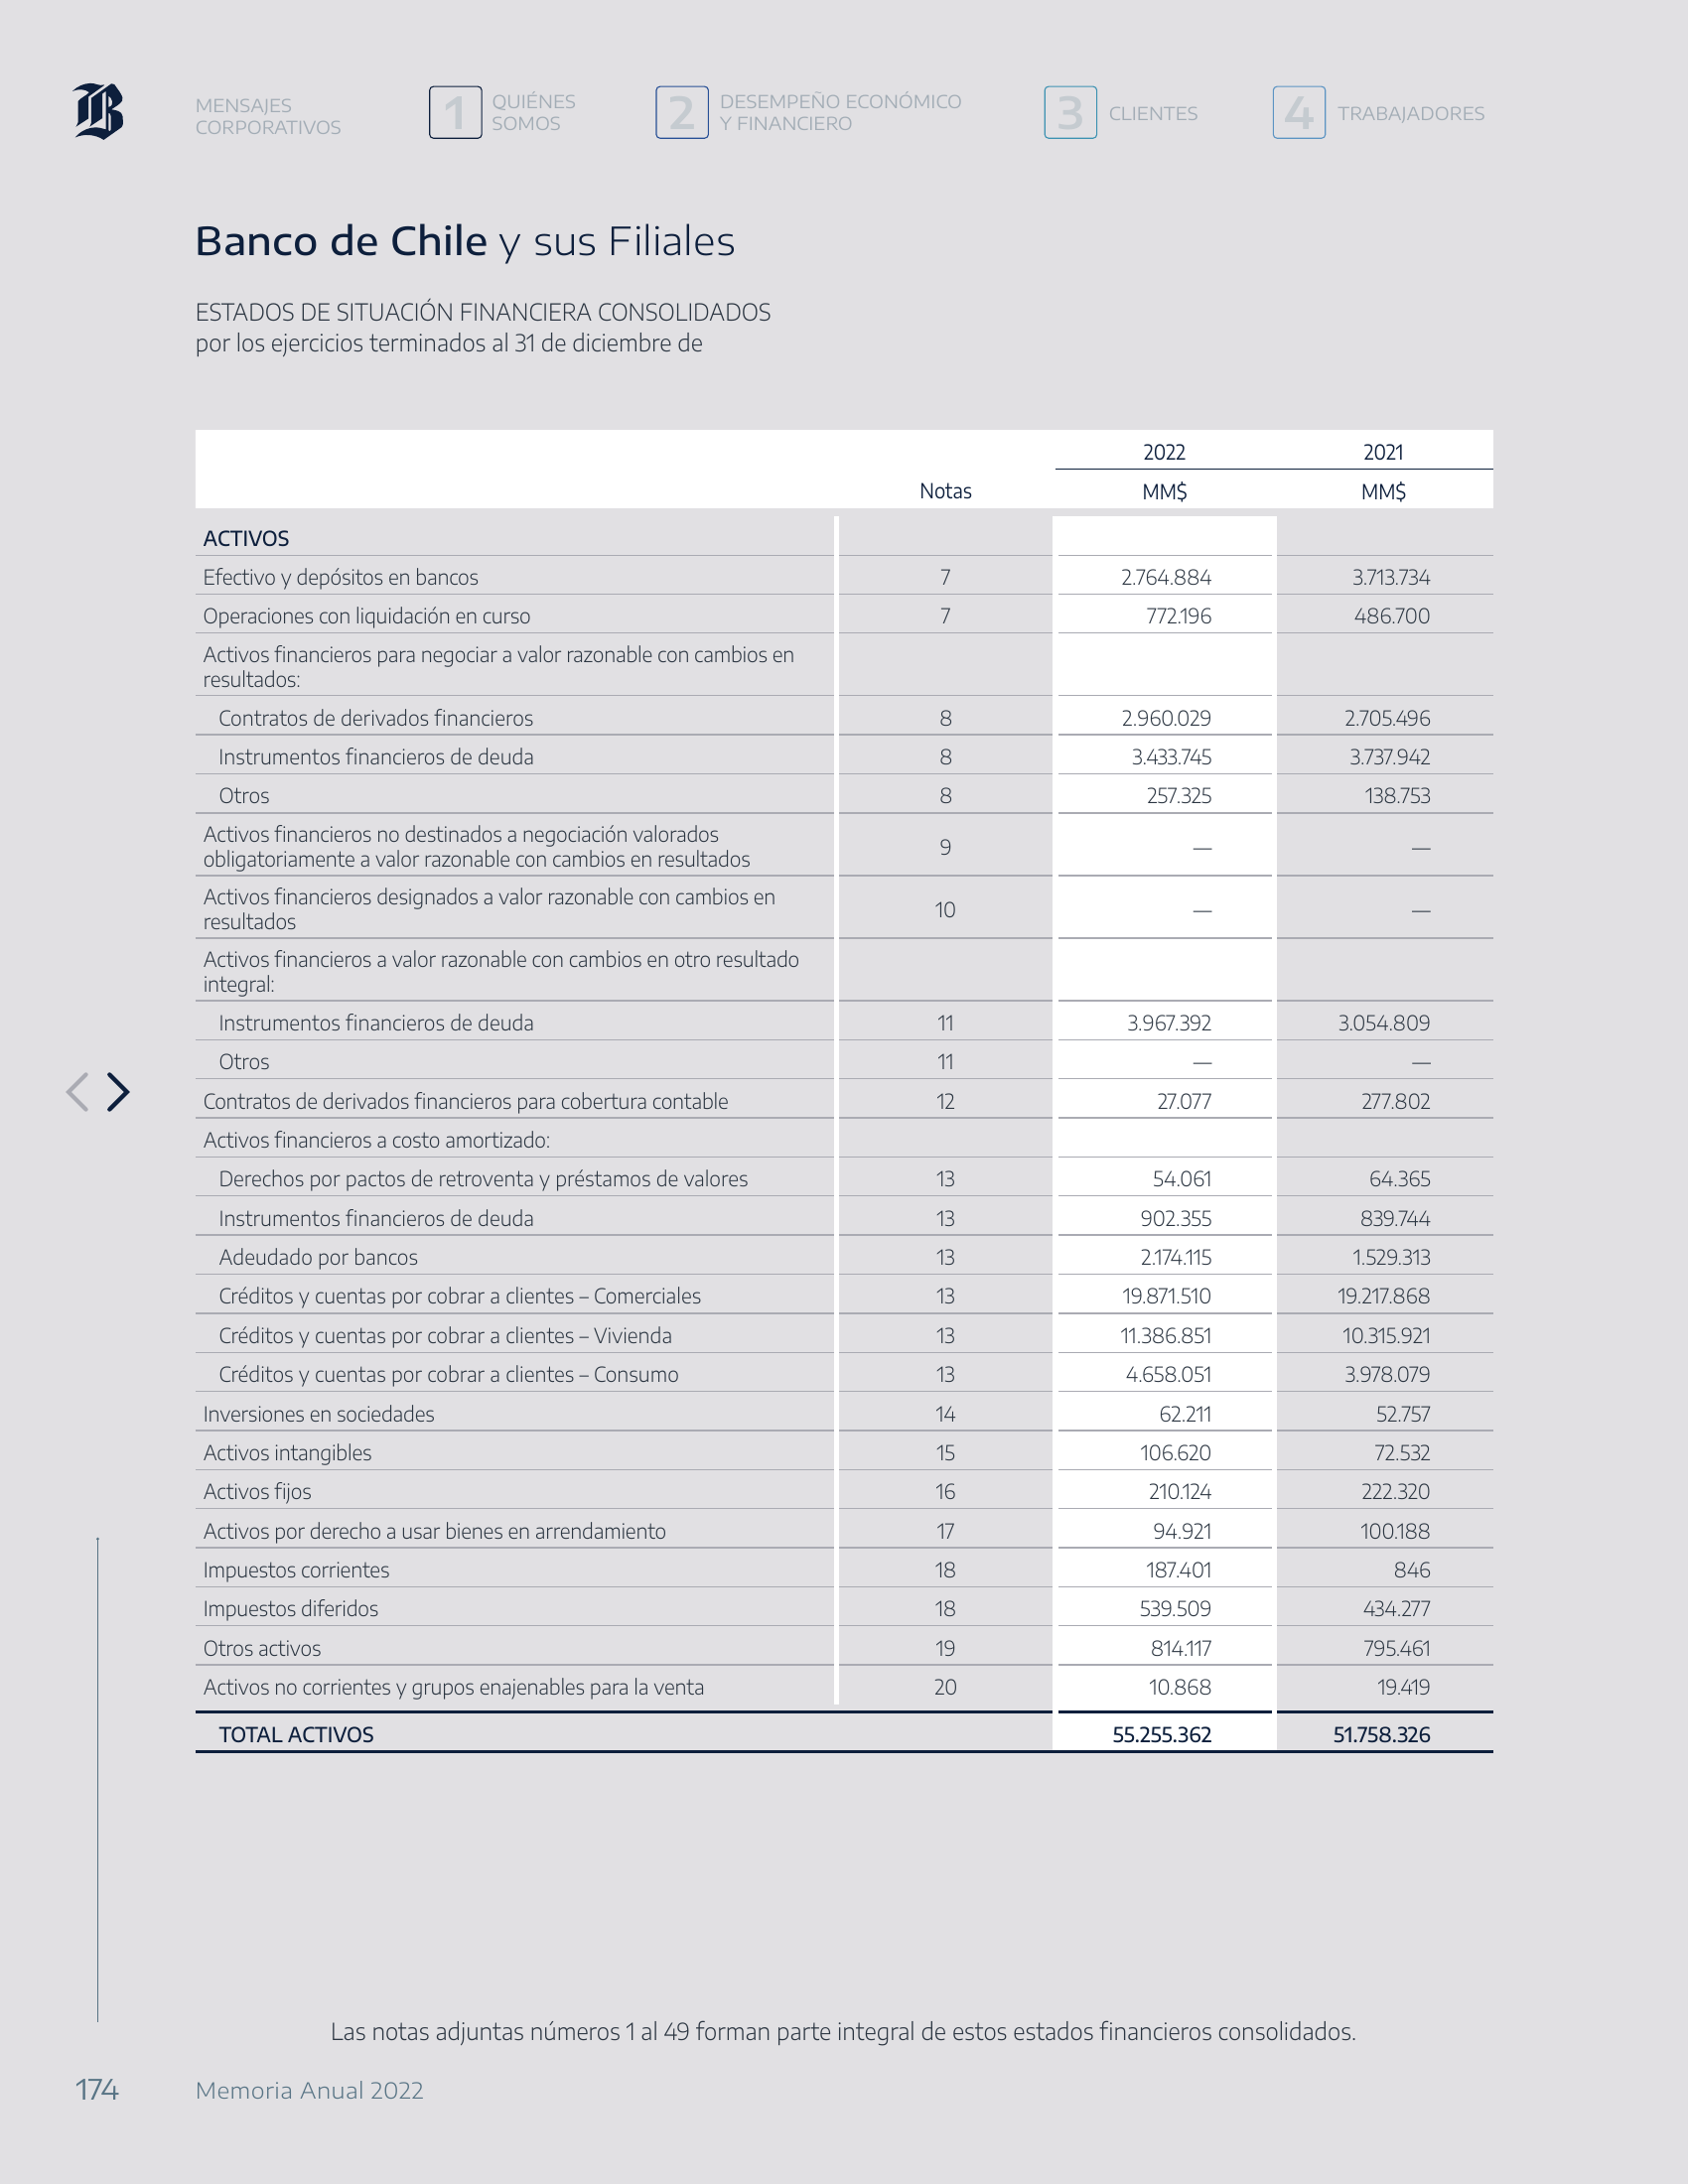 MENSAJES
CORPORATIVOS
1 QUIÉNES
SOMOS
2 DESEMPEÑO ECONÓMICO
Y FINANCIERO
3 CLIENTES
4 TRABAJADORES
Banco de Chile y sus Filiales
ESTADOS DE SITUACIÓN FINANCIERA CONSOLIDADOS
por los ejercicios terminados al 31 de diciembre de
2022 2021
Notas MM$ MM$
ACTIVOS
Efectivo y depósitos en bancos 7 2.764.884 3.713.734
Operaciones con liquidación en curso 7 772.196 486.700
Activos financieros para negociar a valor razonable con cambios en
resultados:
Contratos de derivados financieros 8 2.960.029 2.705.496
Instrumentos financieros de deuda 8 3.433.745 3.737.942
Otros 8 257.325 138.753
Activos financieros no destinados a negociación valorados
obligatoriamente a valor razonable con cambios en resultados 9 — —
Activos financieros designados a valor razonable con cambios en
resultados 10 — —
Activos financieros a valor razonable con cambios en otro resultado
integral:
Instrumentos financieros de deuda 11 3.967.392 3.054.809
Otros 11 — —
Contratos de derivados financieros para cobertura contable 12 27.077 277.802
Activos financieros a costo amortizado:
Derechos por pactos de retroventa y préstamos de valores 13 54.061 64.365
Instrumentos financieros de deuda 13 902.355 839.744
Adeudado por bancos 13 2.174.115 1.529.313
Créditos y cuentas por cobrar a clientes – Comerciales 13 19.871.510 19.217.868
Créditos y cuentas por cobrar a clientes – Vivienda 13 11.386.851 10.315.921
Créditos y cuentas por cobrar a clientes – Consumo 13 4.658.051 3.978.079
Inversiones en sociedades 14 62.211 52.757
Activos intangibles 15 106.620 72.532
Activos fijos 16 210.124 222.320
Activos por derecho a usar bienes en arrendamiento 17 94.921 100.188
Impuestos corrientes 18 187.401 846
Impuestos diferidos 18 539.509 434.277
Otros activos 19 814.117 795.461
Activos no corrientes y grupos enajenables para la venta 20 10.868 19.419
TOTAL ACTIVOS 55.255.362 51.758.326
Las notas adjuntas números 1 al 49 forman parte integral de estos estados financieros consolidados.
174 Memoria Anual 2022